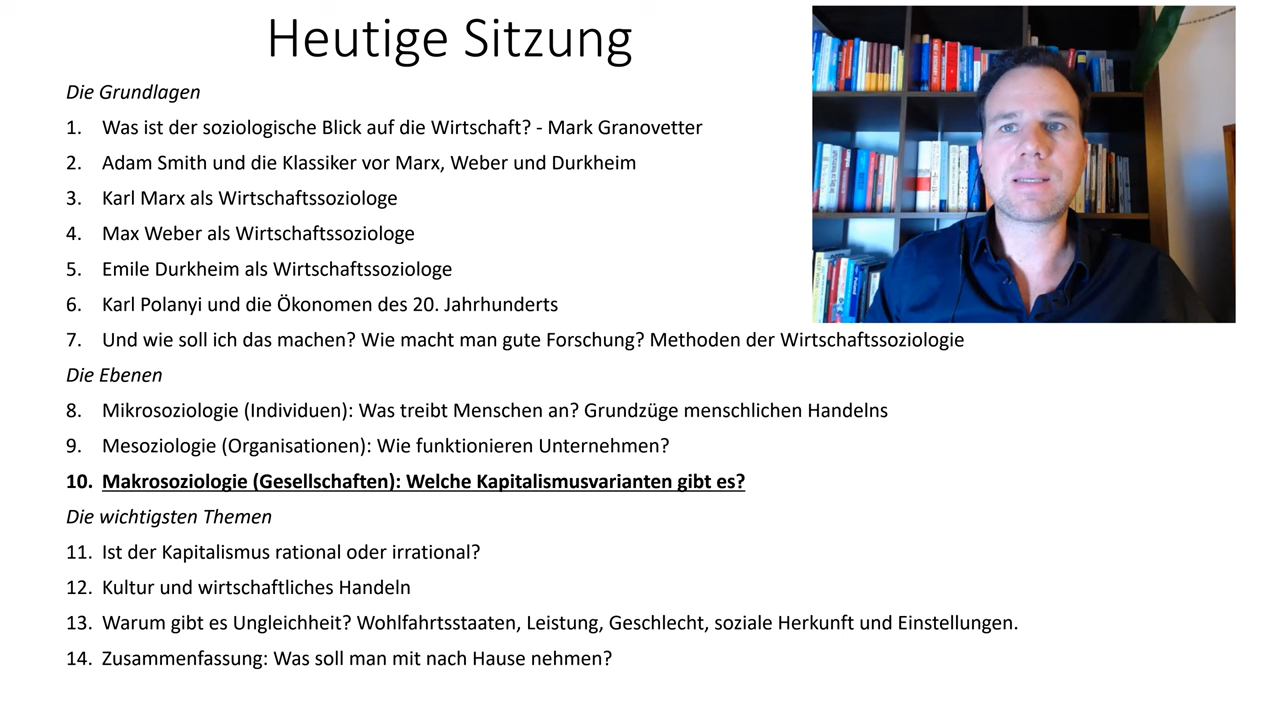 Heutige Sitzung
Die Grundlagen
1. Was ist der soziologische Blick auf die Wirtschaft? - Mark Granovetter
2. Adam Smith und die Klassiker vor Marx, Weber und Durkheim
3. Karl Marx als Wirtschaftssoziologe
4. Max Weber als Wirtschaftssoziologe
5. Emile Durkheim als Wirtschaftssoziologe
6. Karl Polanyi und die Ökonomen des 20. Jahrhunderts
7. Und wie soll ich das machen? Wie macht man gute Forschung? Methoden der Wirtschaftssoziologie
Die Ebenen
8. Mikrosoziologie (Individuen): Was treibt Menschen an? Grundzüge menschlichen Handelns
9. Mesoziologie (Organisationen): Wie funktionieren Unternehmen?
10. Makrosoziologie (Gesellschaften): Welche Kapitalismusvarianten gibt es?
Die wichtigsten Themen
11. Ist der Kapitalismus rational oder irrational?
12. Kultur und wirtschaftliches Handeln
13. Warum gibt es Ungleichheit? Wohlfahrtsstaaten, Leistung, Geschlecht, soziale Herkunft und Einstellungen.
14. Zusammenfassung: Was soll man mit nach Hause nehmen?